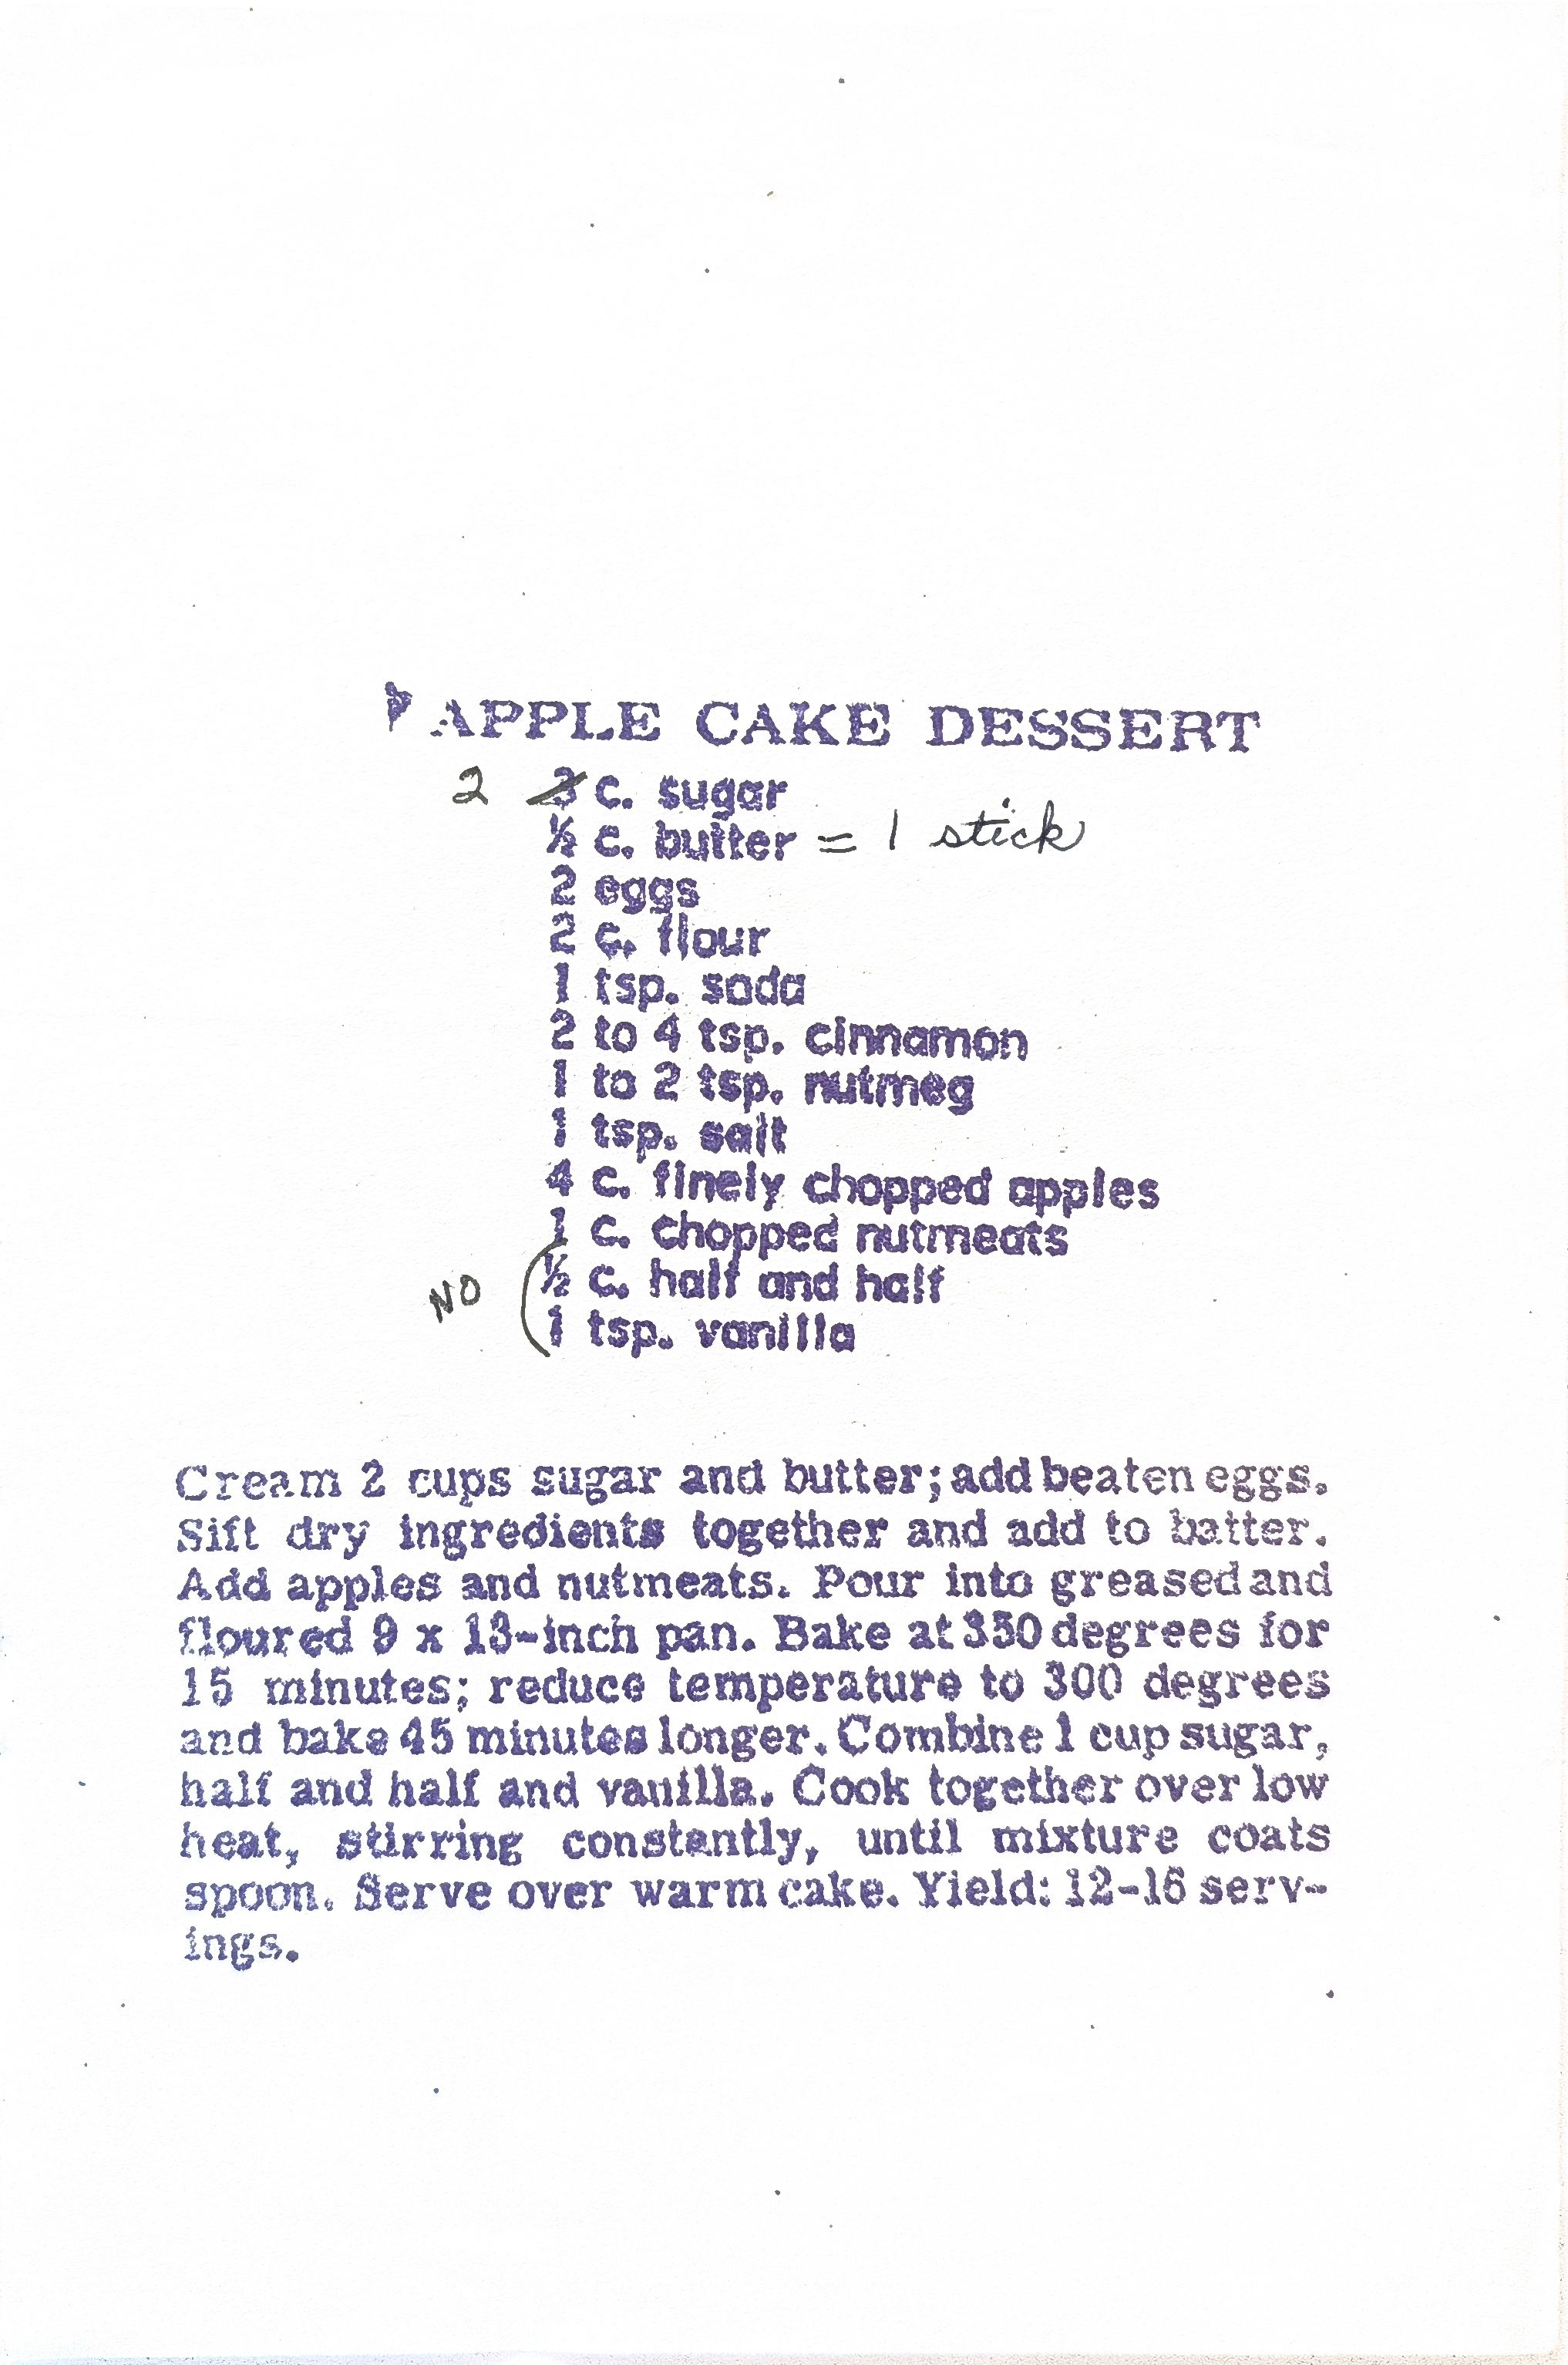 APPLE CAKE DESSERT
2 3 c. sugar
½ c. butter = 1 stick
2 eggs
2 c. flour
1 tsp. soda
2 to 4 tsp. cinnamon
1 to 2 tsp. nutmeg
1 tsp. salt
4 c. finely chopped apples
1 c. chopped nutmeats
NO (½ c. half and half
1 tsp. vanilla
Cream 2 cups sugar and butter; add beaten eggs.
Sift dry ingredients together and add to batter.
Add apples and nutmeats. Pour into greased and
floured 9 x 13-inch pan. Bake at 350 degrees for
15 minutes; reduce temperature to 300 degrees
and bake 45 minutes longer. Combine 1 cup sugar,
half and half and vanilla. Cook together over low
heat, stirring constantly, until mixture coats
spoon. Serve over warm cake. Yield: 12-16 serv-
ings.